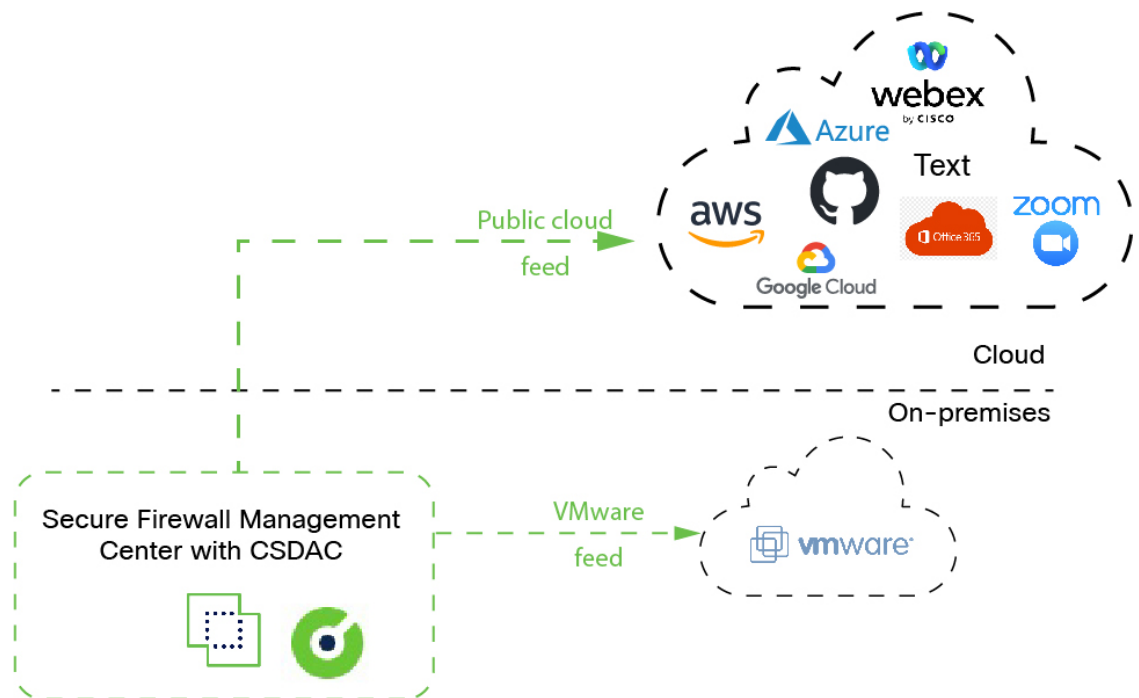 webex
by CISCO
Azure
Text
aws
Office 365
zoom
Google Cloud
Public cloud
feed
Cloud
On-premises
Secure Firewall Management
Center with CSDAC
VMware
feed
vmware®